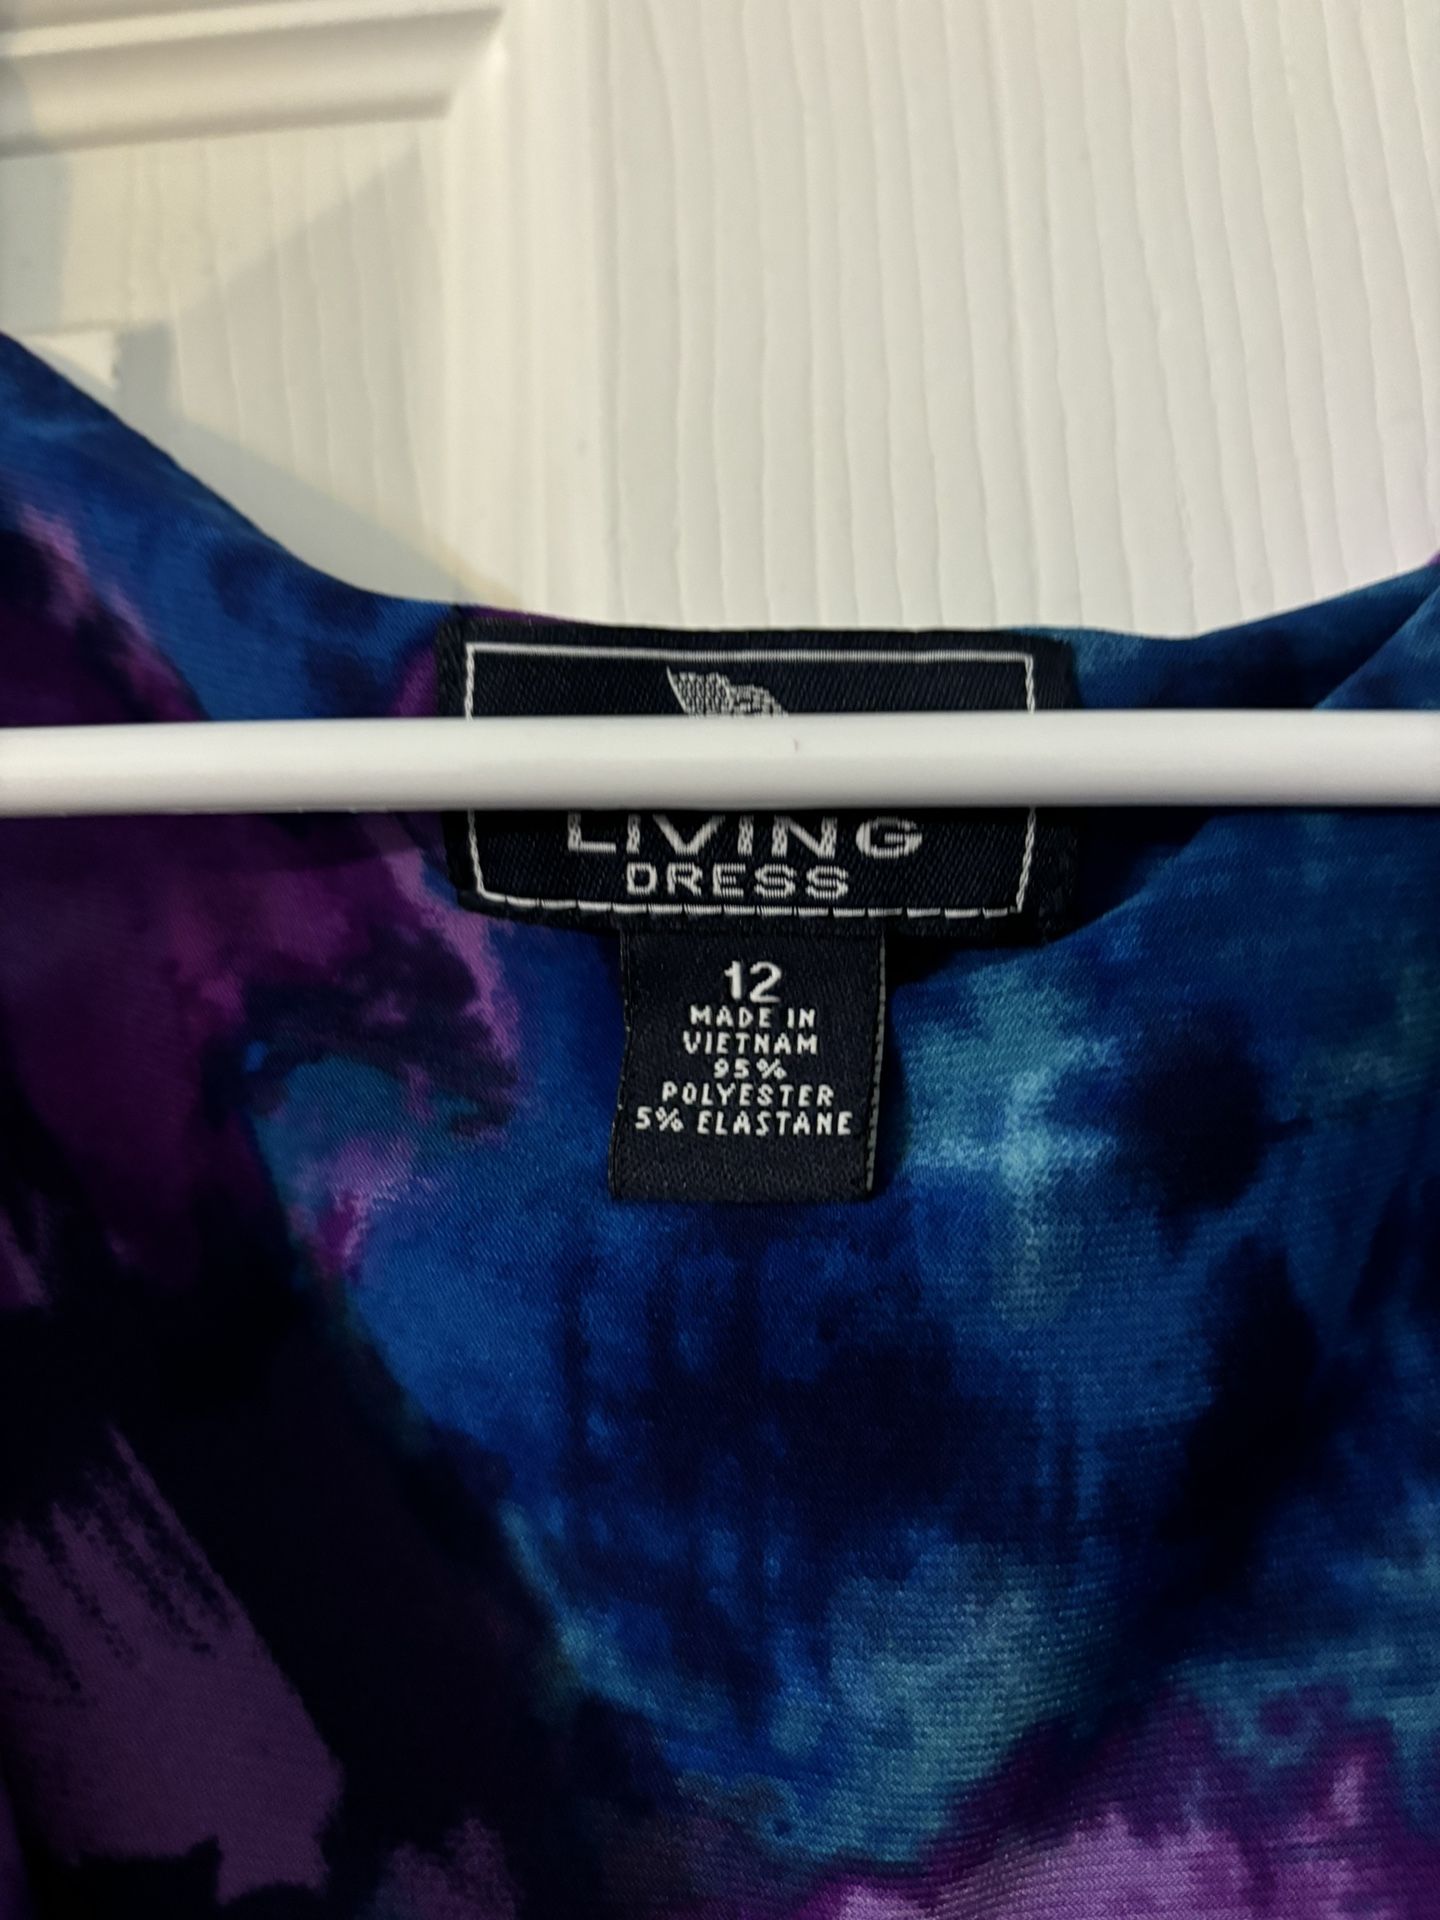 LIVING
DRESS
12
MADE IN
VIETNAM
95%
POLYESTER
5% ELASTANE